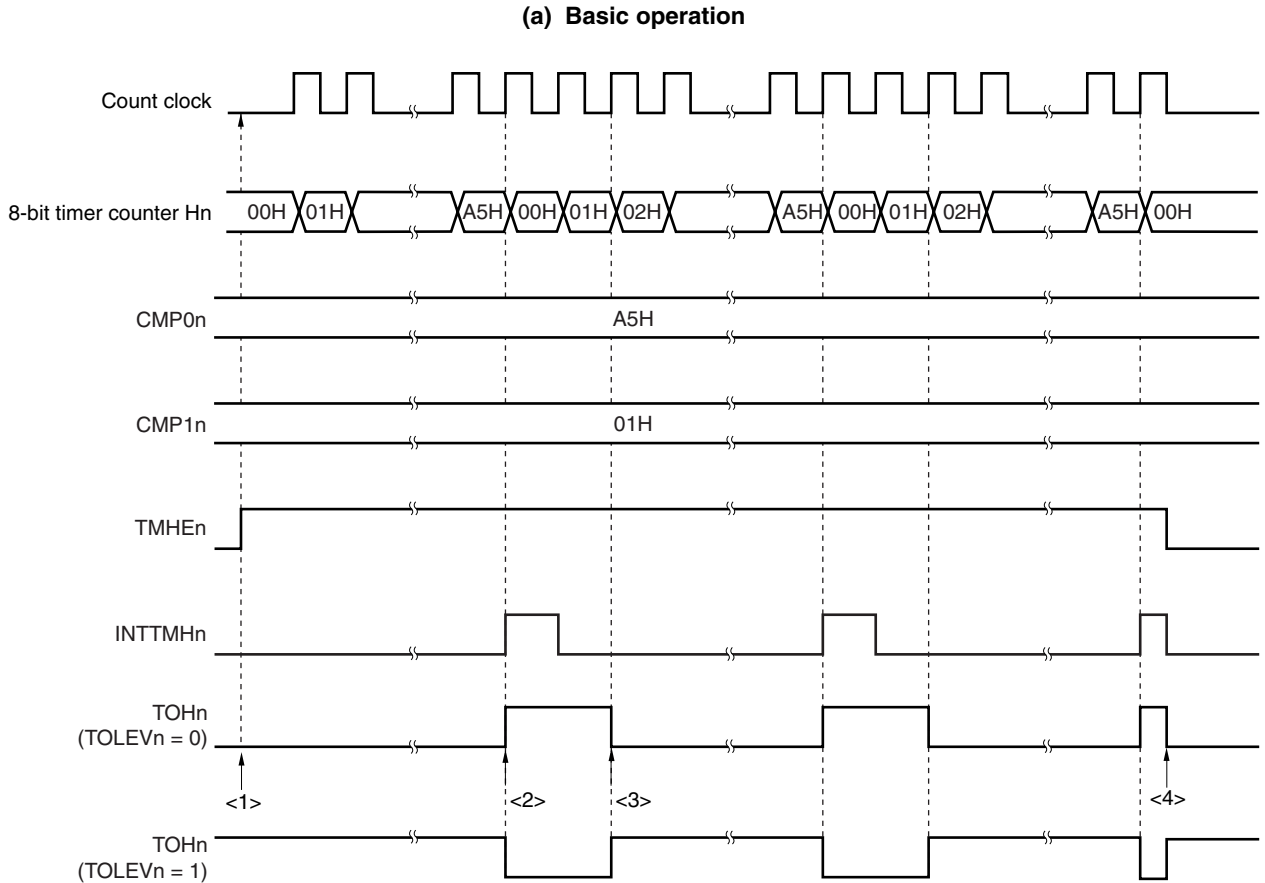 (a) Basic operation
Count clock
8-bit timer counter Hn 00H 01H A5H 00H 01H 02H A5H 00H 01H 02H A5H 00H
CMP0n A5H
CMP1n 01H
TMHEn
INTTMHn
TOHn
(TOLEVn = 0)
<1> <2> <3> <4>
TOHn
(TOLEVn = 1)